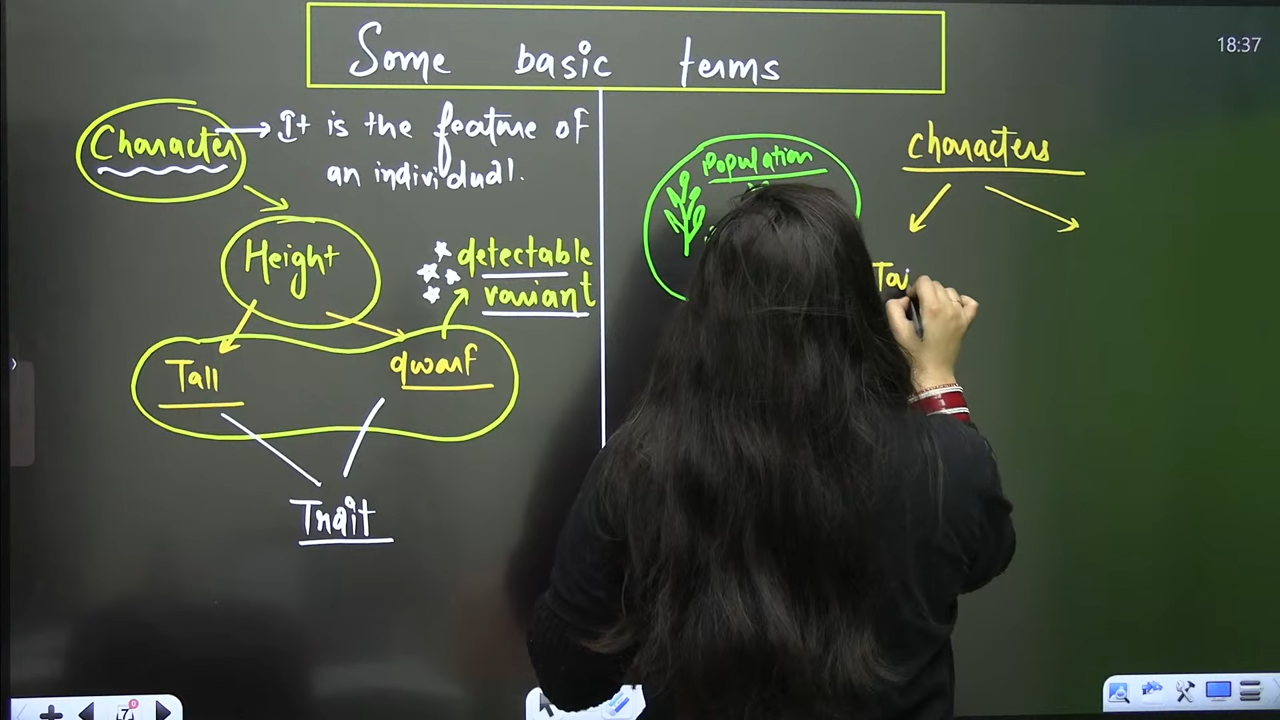 Some basic terms
18:37
Character → It is the feature of
an individual.
Height
detectable
variant
Tall
dwarf
Trait
Population
characters
7